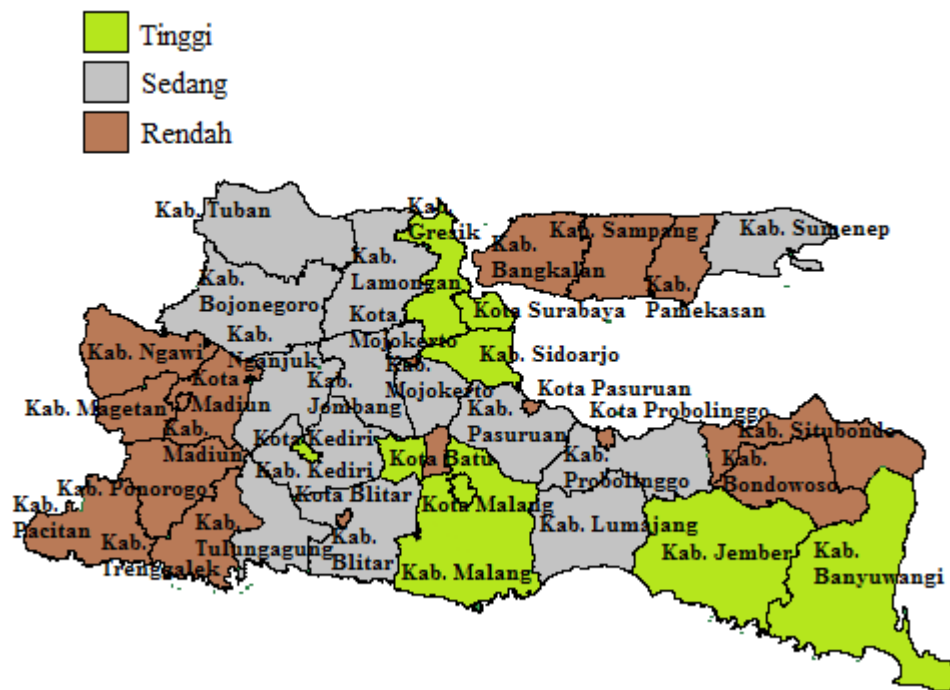 Tinggi
Sedang
Rendah
Kab. Tuban
Kab.
Gresik
Kab. Sampang
Kab. Sumenep
Kab.
Bangkalan
Kab.
Pamekasan
Kab.
Lamongan
Kab.
Bojonegoro
Kota
Mojokerto
Kota Surabaya
Kab. Ngawi
Kab.
Nganjuk
Kab. Sidoarjo
Kab.
Mojokerto
Kota
Madiun
Kab. Magetan
Kab.
Jombang
Kota Pasuruan
Kota Probolinggo
Kab.
Madiun
Kota Kediri
Kab.
Pasuruan
Kab. Situbondo
Kab. Kediri
Kota Batu
Kab.
Probolinggo
Kab.
Bondowoso
Kab. Ponorogo
Kab.
Pacitan
Kota Blitar
Kota Malang
Kab.
Tulungagung
Kab.
Blitar
Kab. Lumajang
Kab.
Trenggalek
Kab. Malang
Kab. Jember
Kab.
Banyuwangi